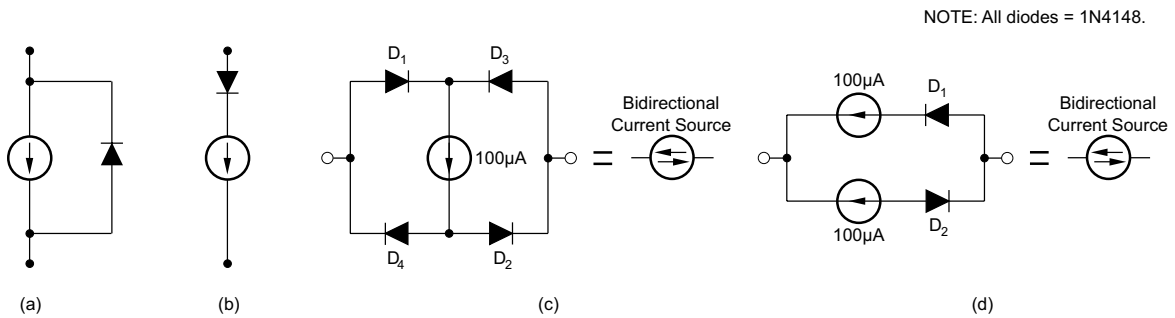 NOTE: All diodes = 1N4148.
D1
D3
100µA
D4
D2
Bidirectional
Current Source
=
100µA
D1
100µA
D2
Bidirectional
Current Source
=
(a)
(b)
(c)
(d)